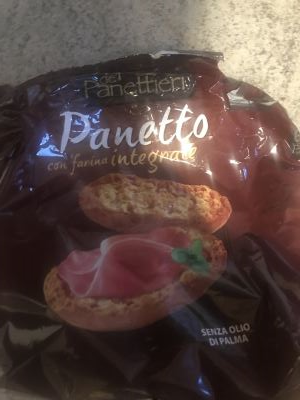 dei
Panettieri
Panetto
con farina integrale
SENZA OLIO
DI PALMA